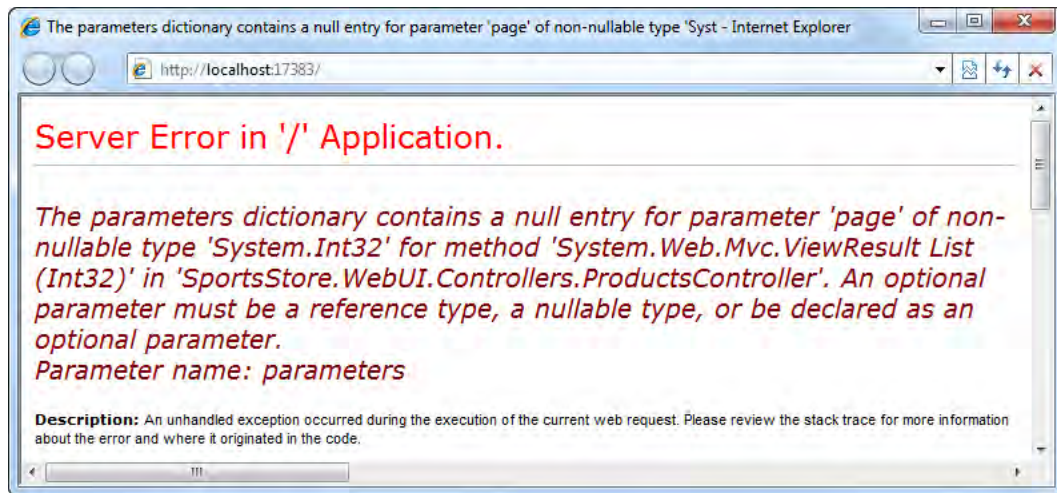 The parameters dictionary contains a null entry for parameter 'page' of non-nullable type 'Syst - Internet Explorer
http://localhost:17383/
Server Error in '/' Application.
The parameters dictionary contains a null entry for parameter 'page' of non-
nullable type 'System.Int32' for method 'System.Web.Mvc.ViewResult List
(Int32)' in 'SportsStore.WebUI.Controllers.ProductsController'. An optional
parameter must be a reference type, a nullable type, or be declared as an
optional parameter.
Parameter name: parameters
Description: An unhandled exception occurred during the execution of the current web request. Please review the stack trace for more information
about the error and where it originated in the code.